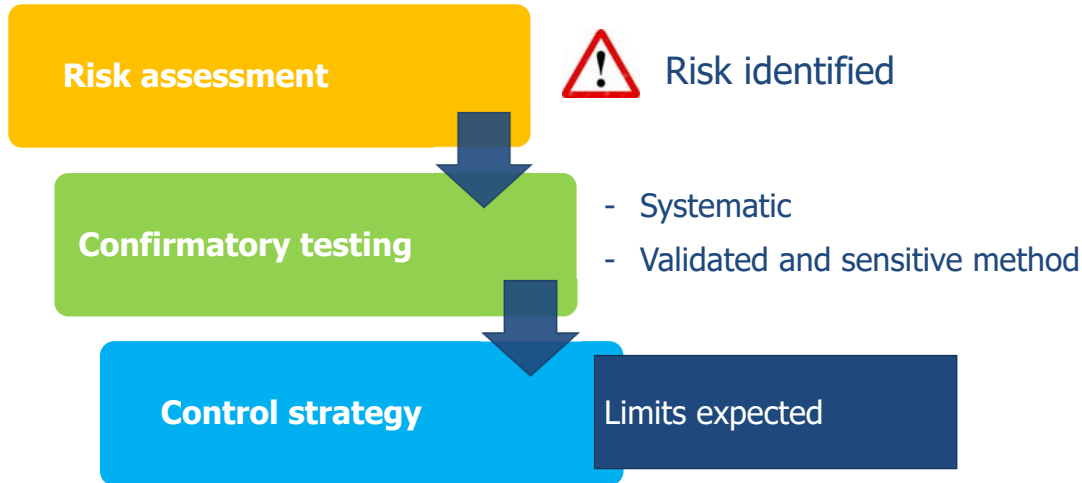 Risk assessment
! Risk identified
Confirmatory testing
- Systematic
- Validated and sensitive method
Control strategy
Limits expected